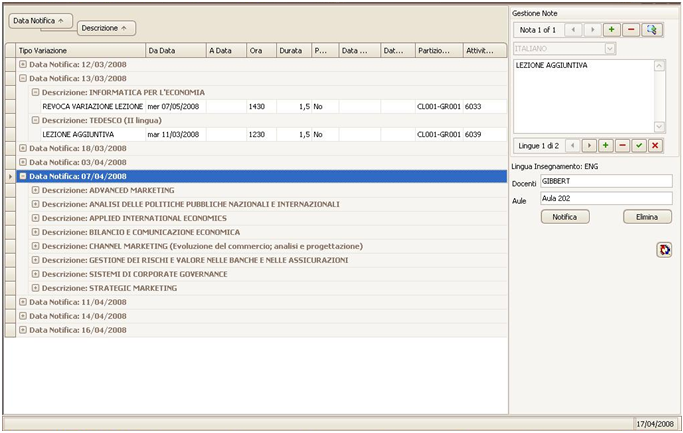 Data Notifica
Descrizione
Tipo Variazione Da Data A Data Ora Durata P... Data ... Dat... Partizio... Attivit...
Data Notifica: 12/03/2008
Data Notifica: 13/03/2008
Descrizione: INFORMATICA PER L'ECONOMIA
REVOCA VARIAZIONE LEZIONE mer 07/05/2008 1430 1,5 No CL001-GR001 6033
Descrizione: TEDESCO (II lingua)
LEZIONE AGGIUNTIVA mar 11/03/2008 1230 1,5 No CL001-GR001 6039
Data Notifica: 18/03/2008
Data Notifica: 03/04/2008
Data Notifica: 07/04/2008
Descrizione: ADVANCED MARKETING
Descrizione: ANALISI DELLE POLITICHE PUBBLICHE NAZIONALI E INTERNAZIONALI
Descrizione: APPLIED INTERNATIONAL ECONOMICS
Descrizione: BILANCIO E COMUNICAZIONE ECONOMICA
Descrizione: CHANNEL MARKETING (Evoluzione del commercio; analisi e progettazione)
Descrizione: GESTIONE DEI RISCHI E VALORE NELLE BANCHE E NELLE ASSICURAZIONI
Descrizione: SISTEMI DI CORPORATE GOVERNANCE
Descrizione: STRATEGIC MARKETING
Data Notifica: 11/04/2008
Data Notifica: 14/04/2008
Data Notifica: 16/04/2008
Gestione Note
Nota 1 of 1
ITALIANO
LEZIONE AGGIUNTIVA
Lingue 1 di 2
Lingua Insegnamento: ENG
Docenti GIBBERT
Aule Aula 202
Notifica Elimina
17/04/2008